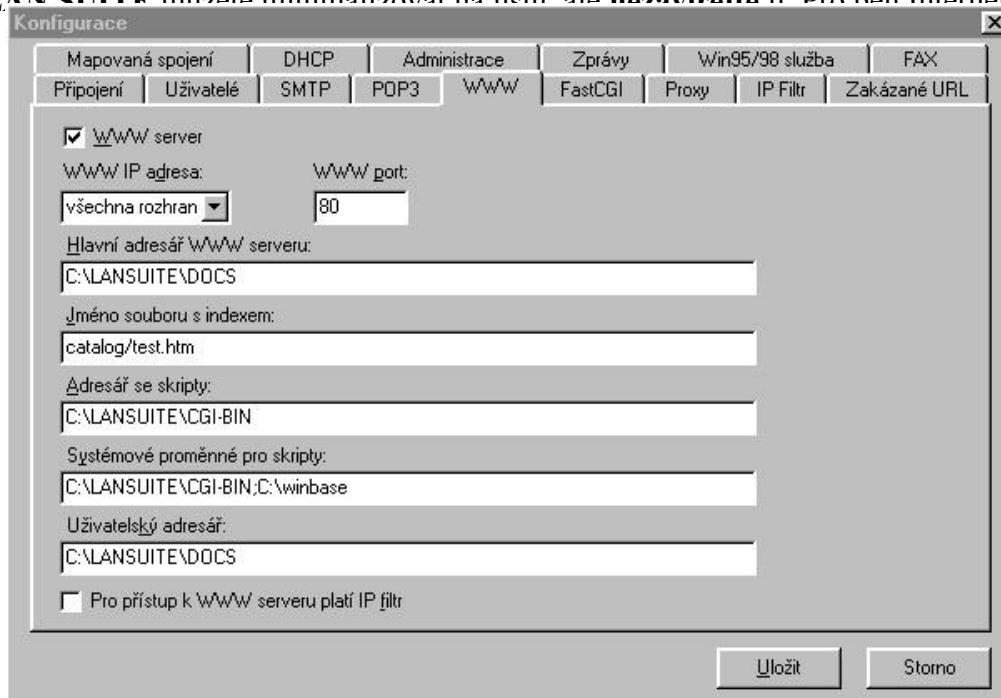 Konfigurace
Mapovaná spojení DHCP Administrace Zprávy Win95/98 služba FAX
Připojení Uživatelé SMTP POP3 WWW FastCGI Proxy IP Filtr Zakázané URL
WWW server
WWW IP adresa: WWW port:
všechna rozhran 80
Hlavní adresář WWW serveru:
C:\LANSUITE\DOCS
Jméno souboru s indexem:
catalog/test.htm
Adresář se skripty:
C:\LANSUITE\CGI-BIN
Systémové proměnné pro skripty:
C:\LANSUITE\CGI-BIN;C:\winbase
Uživatelský adresář:
C:\LANSUITE\DOCS
Pro přístup k WWW serveru platí IP filtr
Uložit Storno